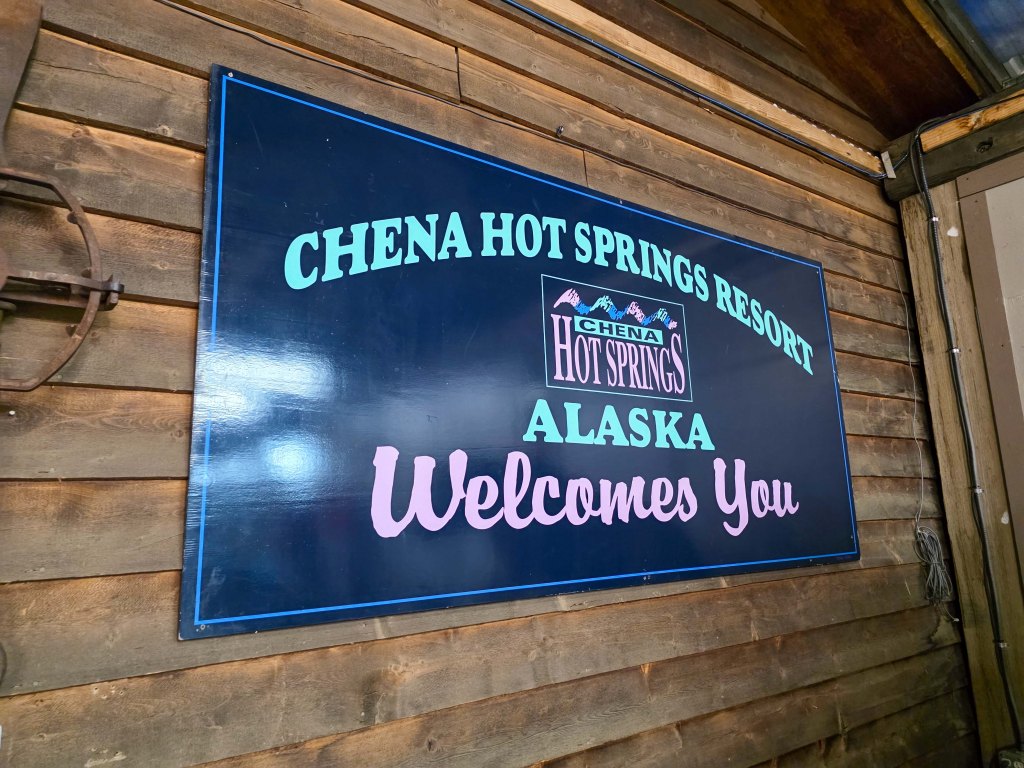 CHENA HOT SPRINGS RESORT
CHENA
HOT SPRINGS
ALASKA
Welcomes You